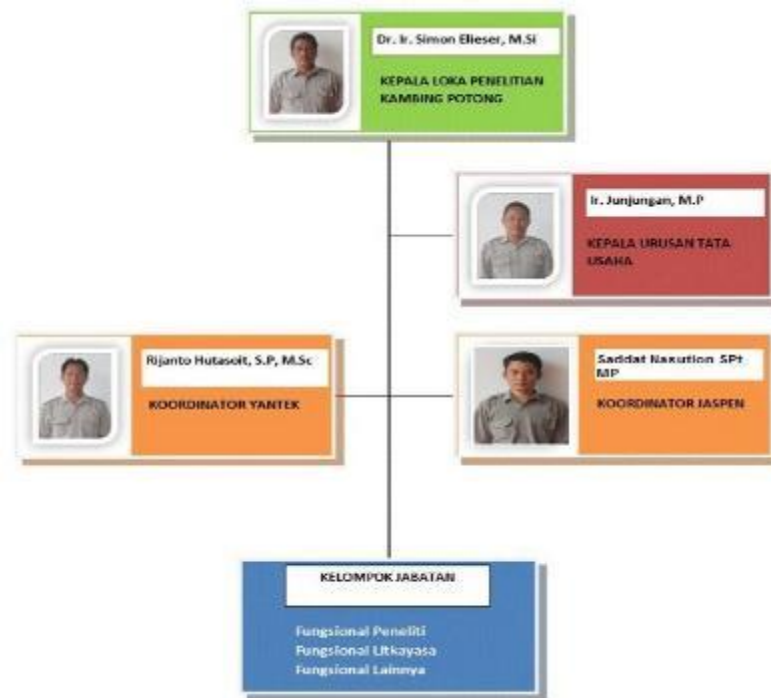 Dr. Ir. Simon Elieser, M.Si
KEPALA LOKA PENELITIAN
KAMBING POTONG
Ir. Junjungan, M.P
KEPALA URUSAN TATA
USAHA
Rijanto Hutasoit, S.P, M.Sc
KOORDINATOR YANTEK
Saddat Nasution SPt
MP
KOORDINATOR JASPEN
KELOMPOK JABATAN
Fungsional Peneliti
Fungsional Litkayasa
Fungsional Lainnya